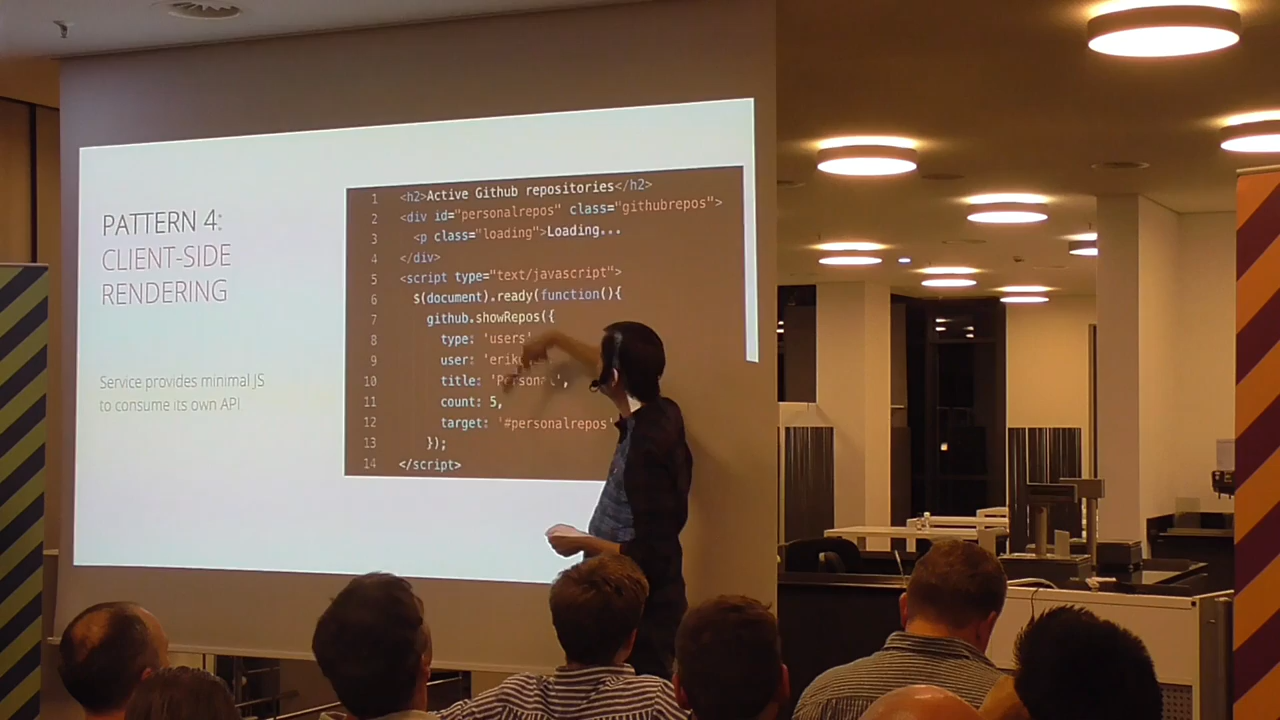 PATTERN 4:
CLIENT-SIDE
RENDERING
Service provides minimal JS
to consume its own API
1 <h2>Active Github repositories</h2>
2 <div id="personalrepos" class="githubrepos">
3 <p class="loading">Loading...
4 </div>
5 <script type="text/javascript">
6 $(document).ready(function(){
7 github.showRepos({
8 type: 'users'
9 user:
10 title:
11 count: 5,
12 target: '#personalrepos'
13 });
14 </script>